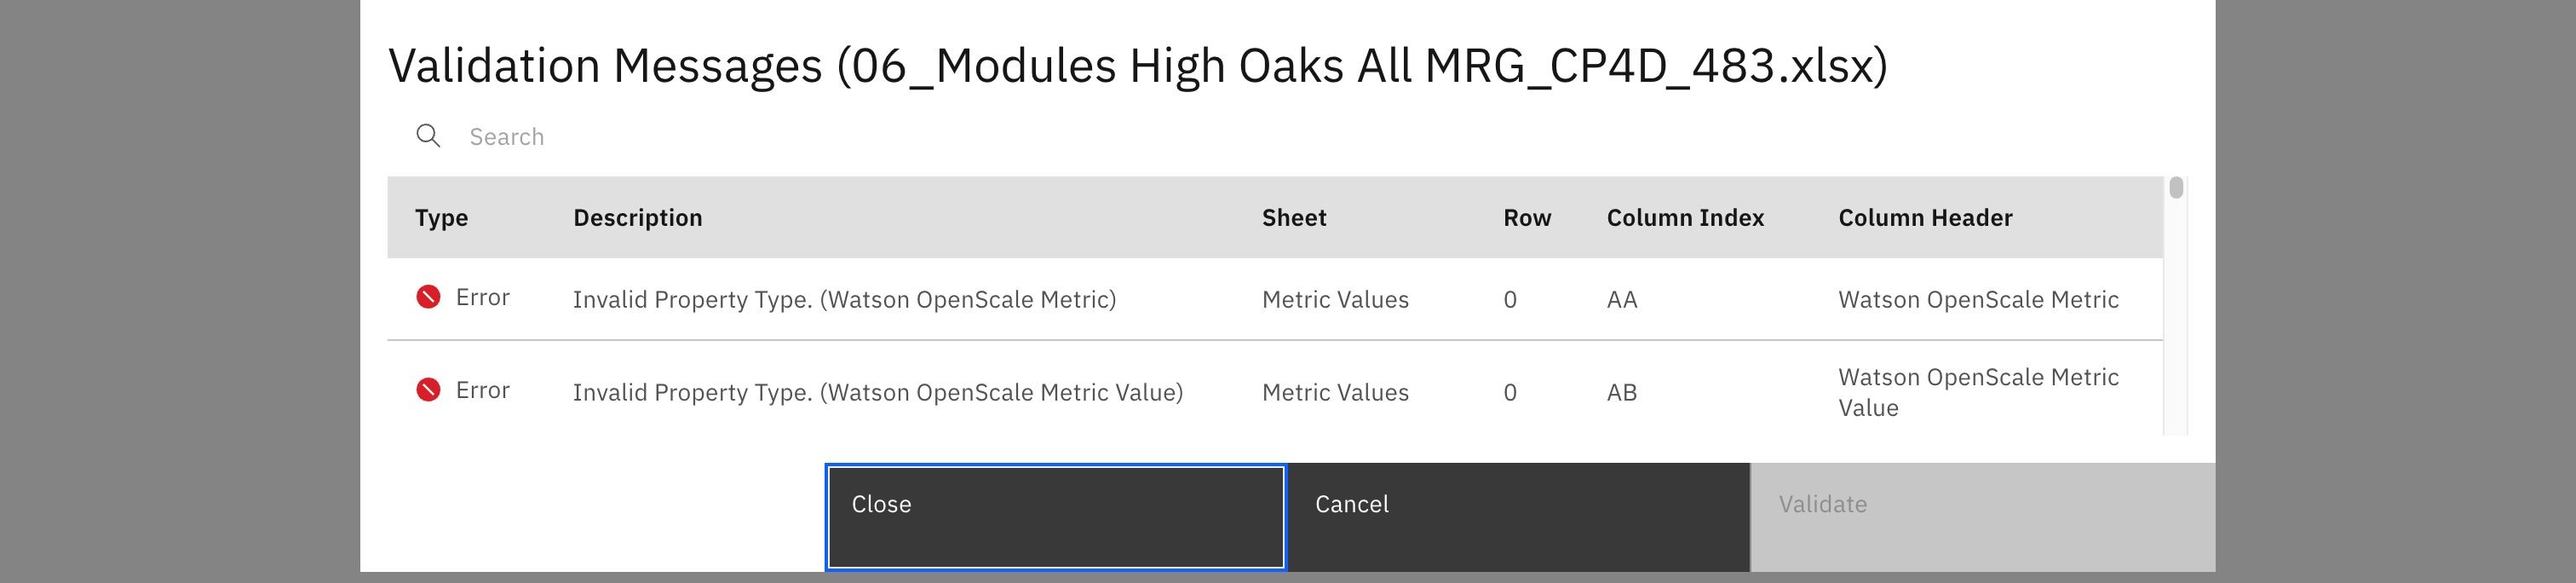 Validation Messages (06_Modules High Oaks All MRG_CP4D_483.xlsx)
Search
Type Description Sheet Row Column Index Column Header
Error Invalid Property Type. (Watson OpenScale Metric) Metric Values 0 AA Watson OpenScale Metric
Error Invalid Property Type. (Watson OpenScale Metric Value) Metric Values 0 AB Watson OpenScale Metric
Value
Close Cancel Validate